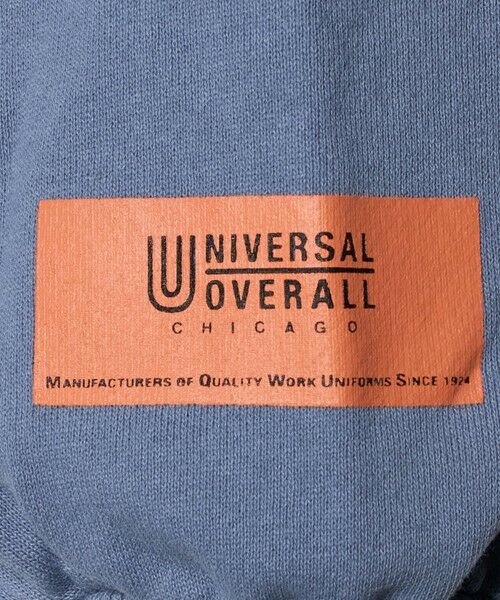 UNIVERSAL
OVERALL
CHICAGO
MANUFACTURERS OF QUALITY WORK UNIFORMS SINCE 1924